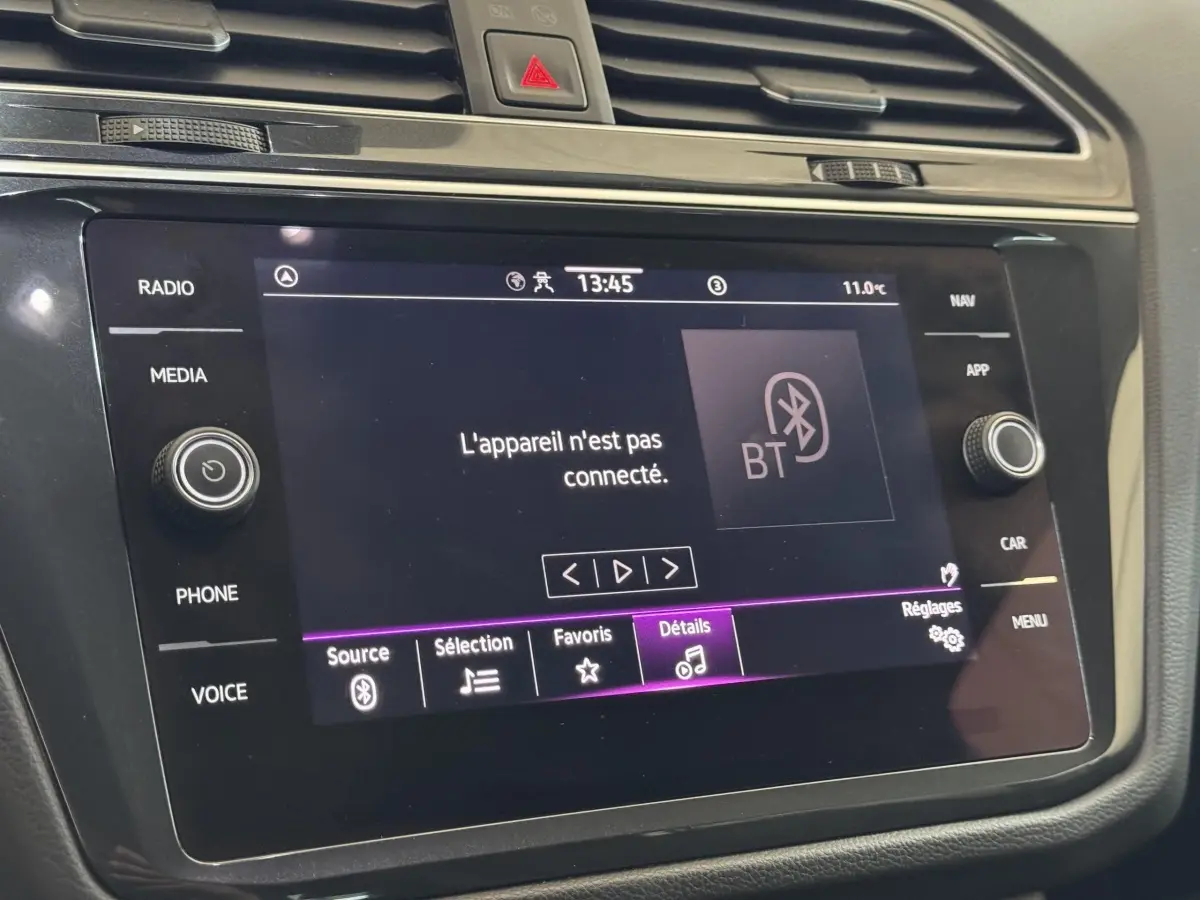 RADIO
MEDIA
PHONE
VOICE
13:45
3
11.0°C
L'appareil n'est pas
connecté.
BT
Source
Sélection
Favoris
Détails
Réglages
NAV
APP
CAR
MENU